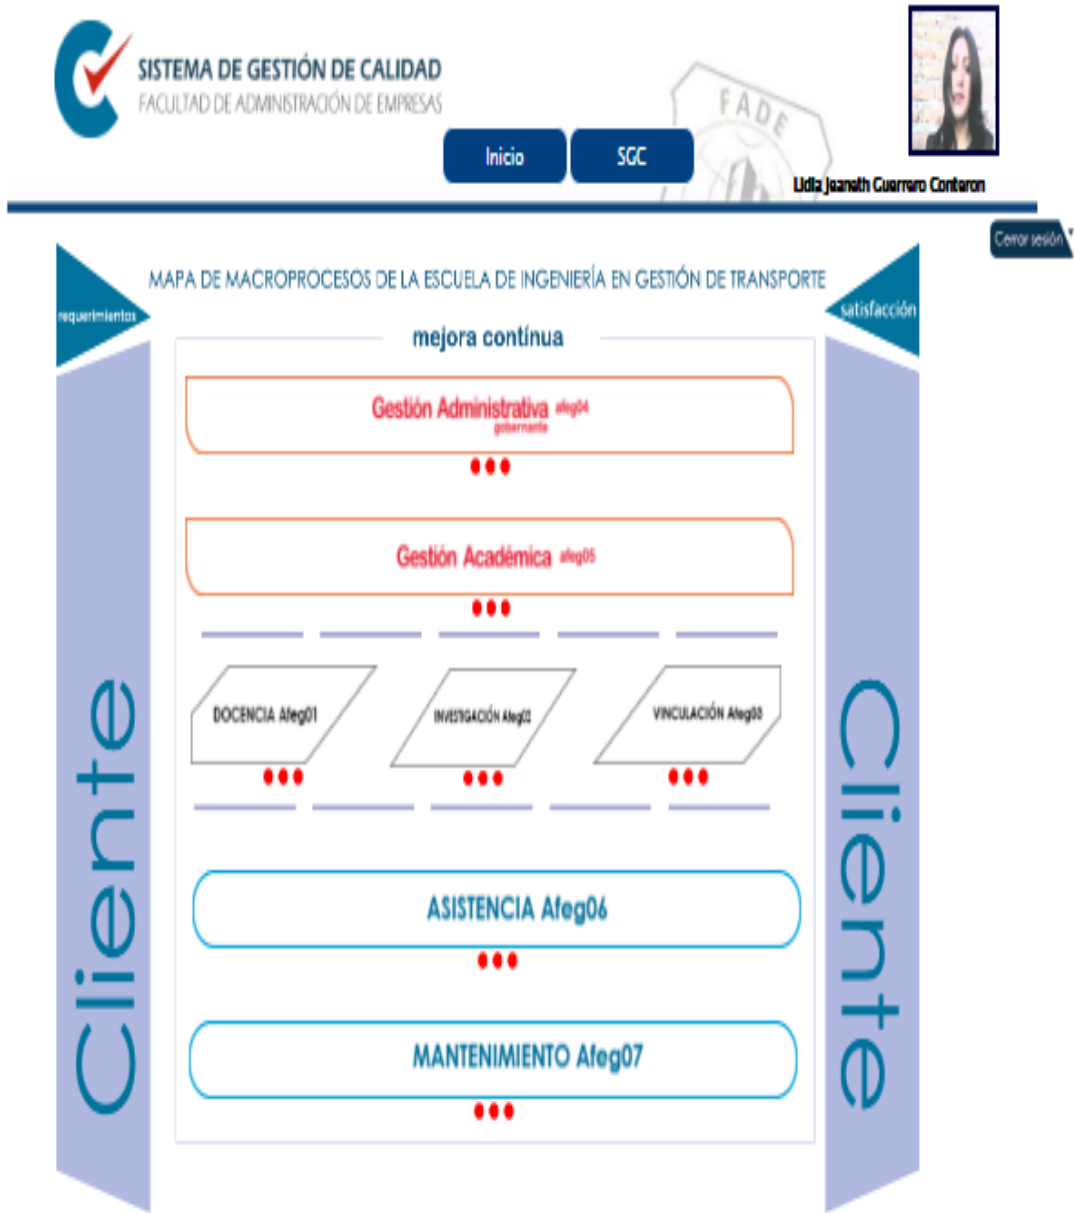 SISTEMA DE GESTIÓN DE CALIDAD
FACULTAD DE ADMINISTRACIÓN DE EMPRESAS
FADE
Inicio
SGC
Lidia Jeaneth Guerrero Conteron
Cerrar sesión
MAPA DE MACROPROCESOS DE LA ESCUELA DE INGENIERÍA EN GESTIÓN DE TRANSPORTE
requerimientos
satisfacción
mejora contínua
Gestión Administrativa afeg04
gobernante
Gestión Académica afeg05
DOCENCIA Afeg01
INVESTIGACIÓN Afeg02
VINCULACIÓN Afeg03
Cliente
Cliente
ASISTENCIA Afeg06
MANTENIMIENTO Afeg07